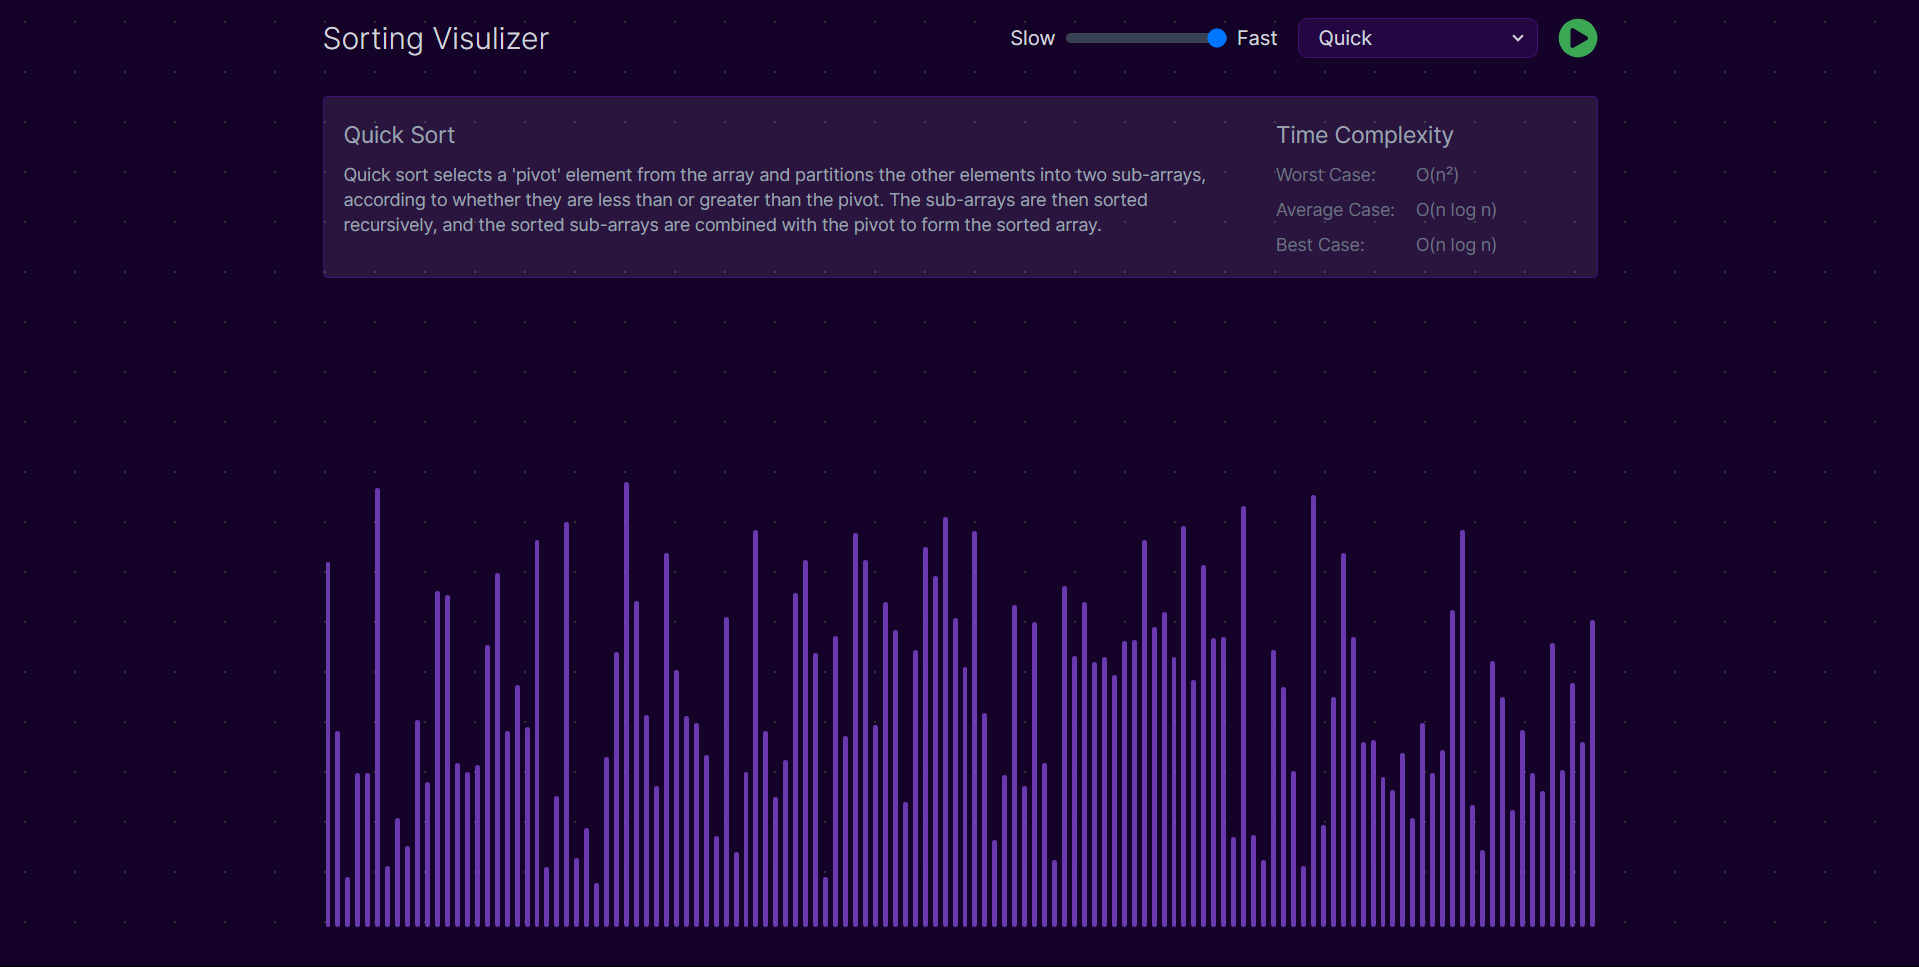 Sorting Visulizer
Slow
Fast
Quick
Quick Sort
Quick sort selects a 'pivot' element from the array and partitions the other elements into two sub-arrays,
according to whether they are less than or greater than the pivot. The sub-arrays are then sorted
recursively, and the sorted sub-arrays are combined with the pivot to form the sorted array.
Time Complexity
Worst Case: O(n²)
Average Case: O(n log n)
Best Case: O(n log n)